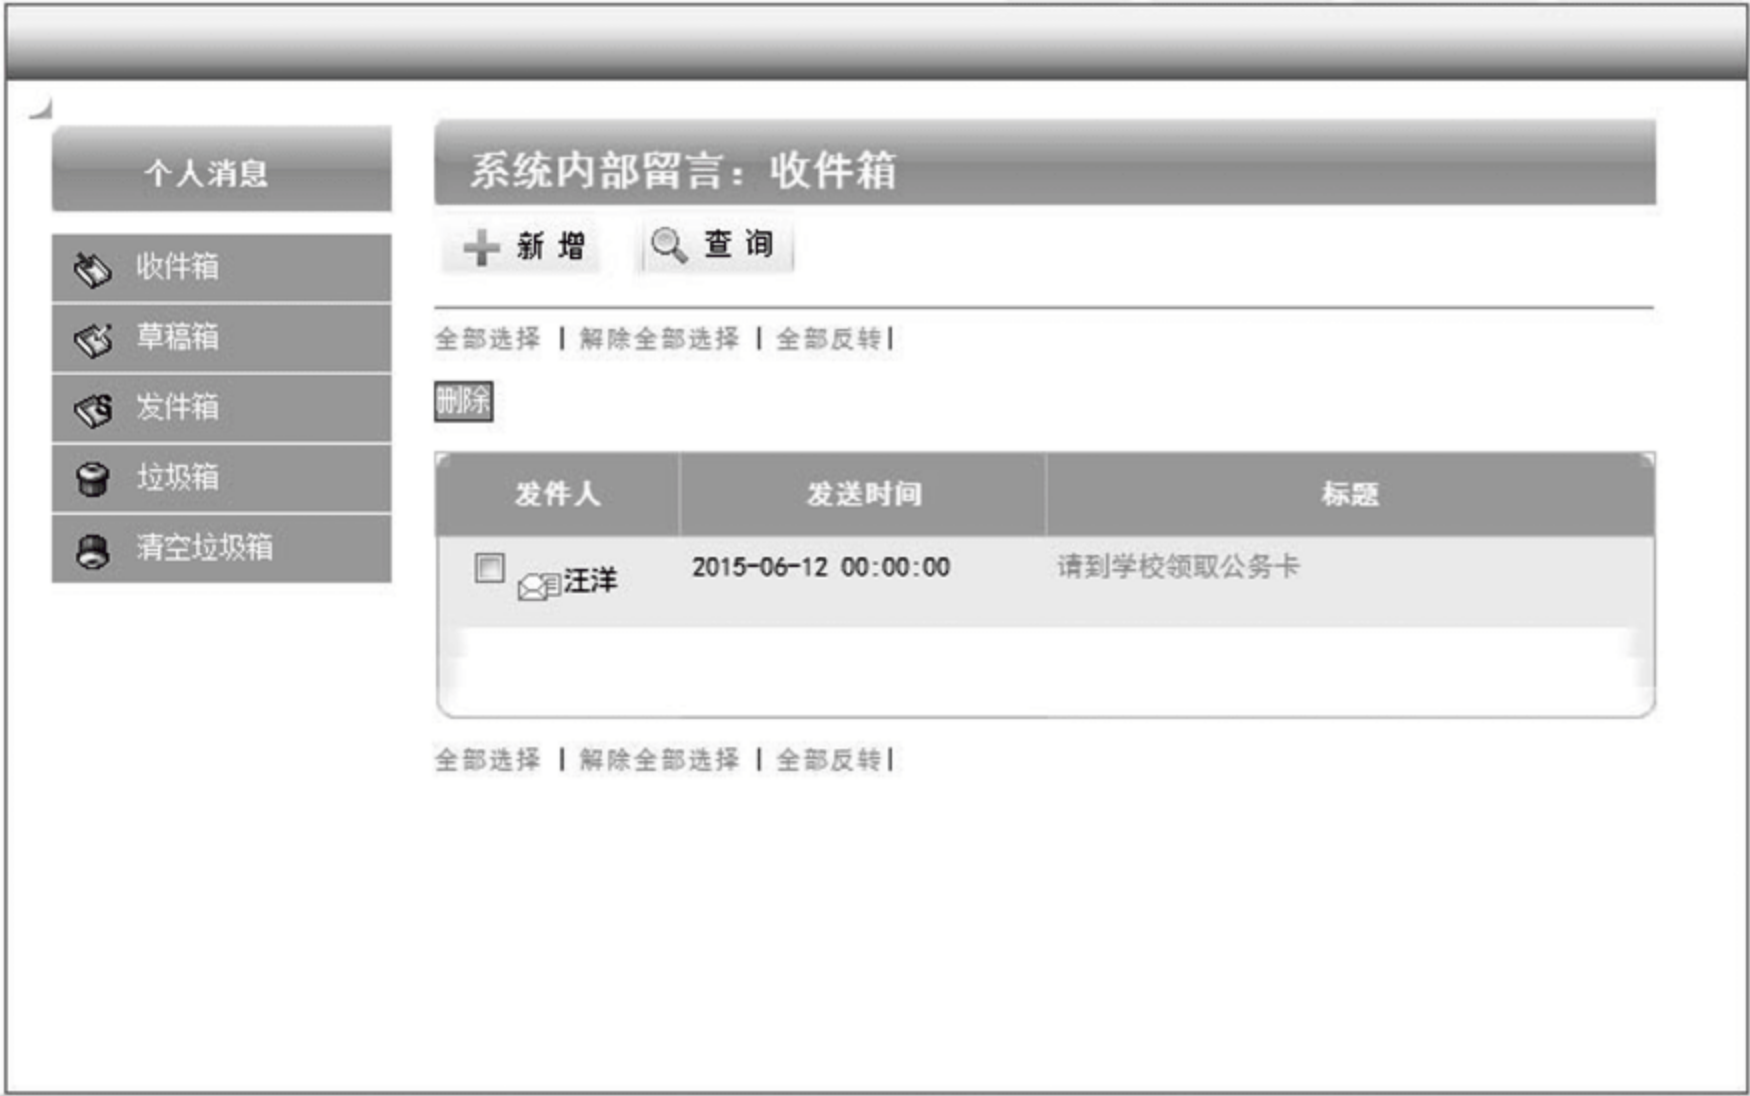 个人消息
收件箱
草稿箱
发件箱
垃圾箱
清空垃圾箱
系统内部留言：收件箱
新增 查询
全部选择 | 解除全部选择 | 全部反转|
删除
发件人 发送时间 标题
汪洋 2015-06-12 00:00:00 请到学校领取公务卡
全部选择 | 解除全部选择 | 全部反转|